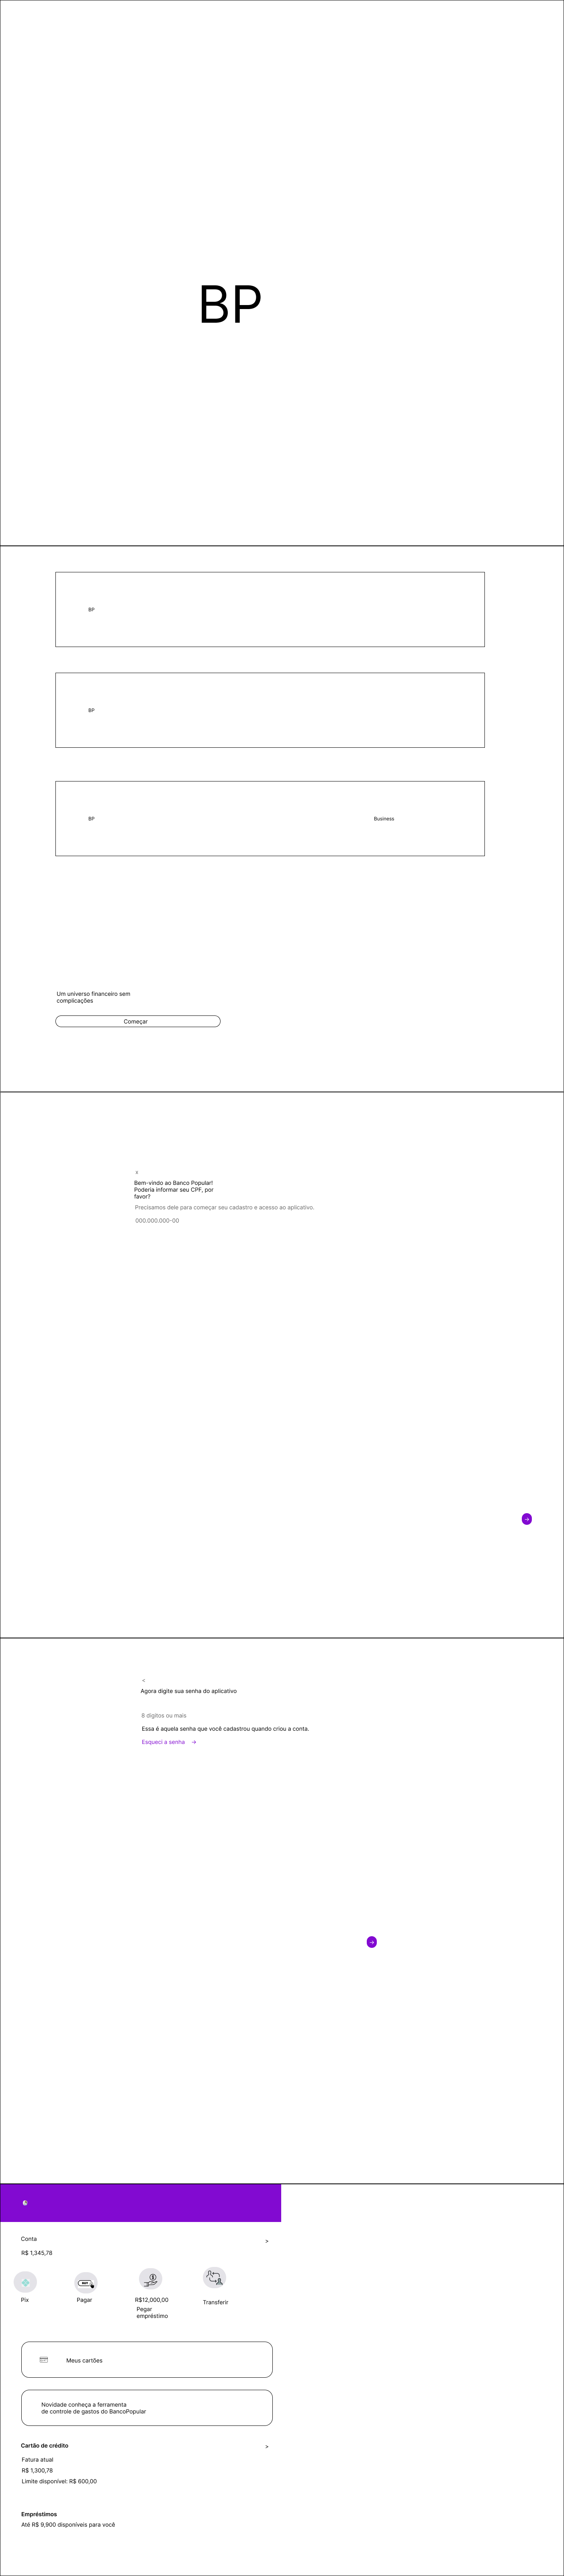 BP
BP
BP
BP
Business
Um universo financeiro sem
complicações
Começar
Bem-vindo ao Banco Popular!
Poderia informar seu CPF, por
favor?
Precisamos dele para começar seu cadastro e acesso ao aplicativo.
000.000.000-00
→
<
Agora digite sua senha do aplicativo
8 digitos ou mais
Essa é aquela senha que você cadastrou quando criou a conta.
Esqueci a senha →
→
Conta >
R$ 1,345,78
Pix
Pagar
R$12,000,00
Pegar
empréstimo
Transferir
Meus cartões
Novidade conheça a ferramenta
de controle de gastos do BancoPopular
Cartão de crédito >
Fatura atual
R$ 1,300,78
Limite disponível: R$ 600,00
Empréstimos
Até R$ 9,900 disponíveis para você